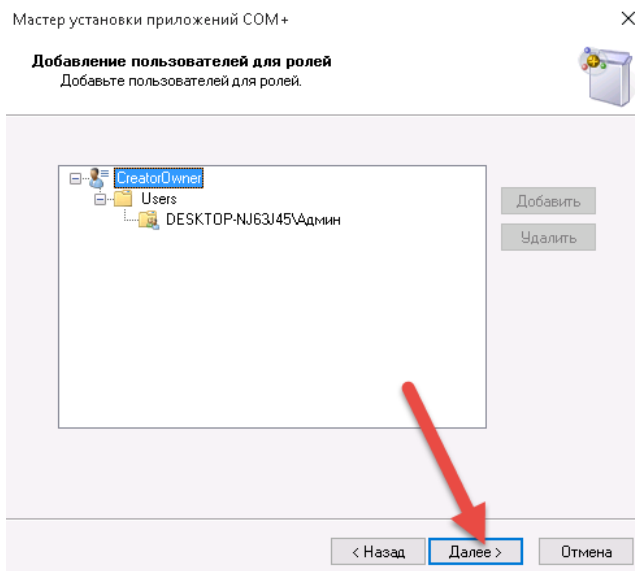 Мастер установки приложений COM+
Добавление пользователей для ролей
Добавьте пользователей для ролей.
CreatorOwner
Users
DESKTOP-NJ63J45\Админ
Добавить
Удалить
< Назад
Далее >
Отмена